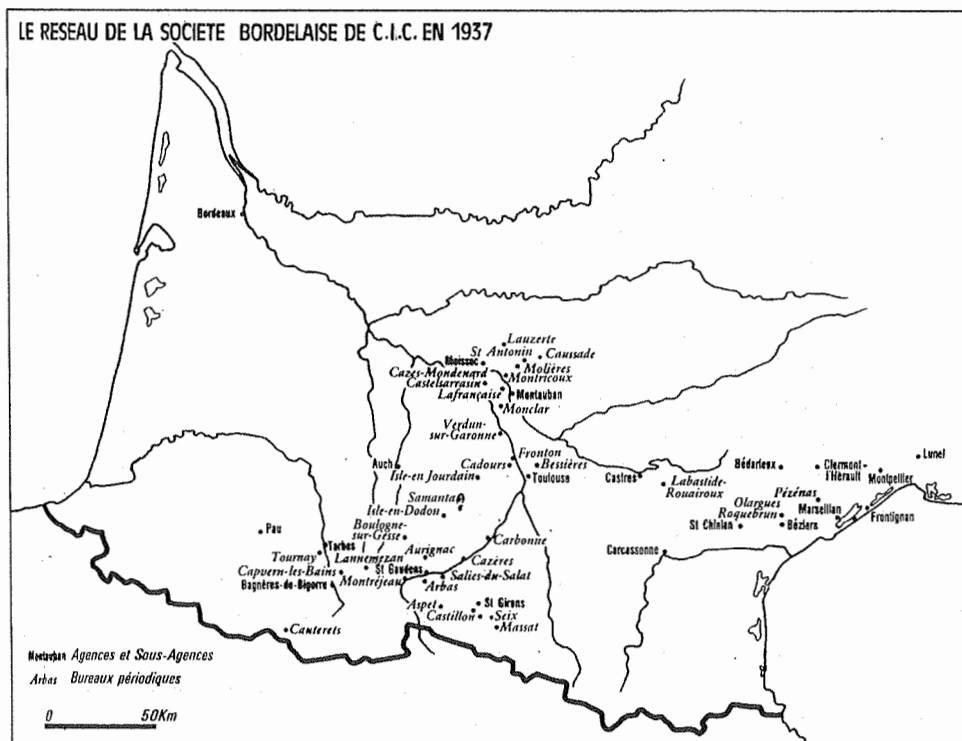 LE RESEAU DE LA SOCIETE BORDELAISE DE C.I.C. EN 1937
Bordeaux
Lauzerte
St Antonin
Caussade
Moissac
Molières
Cazes-Mondenard
Montricoux
Castelsarrasin
Lafrançaise
Montauban
Monclar
Verdun-
sur-Garonne
Fronton
Cadours
Bessières
Auch
Isle-en Jourdain
Toulouse
Castres
Labastide-
Rouairoux
Bédarieux
Clermont-
l'Hérault
Montpellier
Lunel
Samantan
Isle-en-Dodon
Pézénas
Olargues
Marseillan
Roquebrun
Frontignan
St Chinian
Béziers
Boulogne-
sur-Gesse
Pau
Tarbes
Carbonne
Carcassonne
Tournay
Lannemezan
Aurignac
Cazères
Capvern-les-Bains
St Gaudens
Bagnères-de-Bigorre
Montréjeau
Salies-du-Salat
Arbas
Aspet
St Girons
Castillon
Seix
Massat
Cauterets
Montauban Agences et Sous-Agences
Arbas Bureaux périodiques
0 50Km